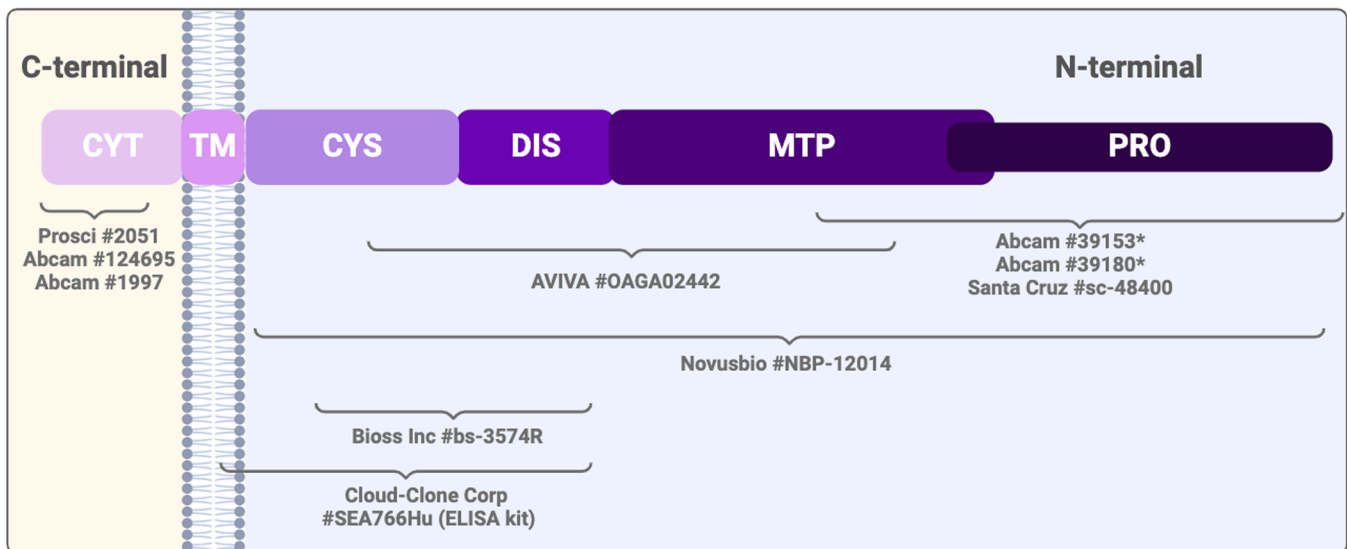 C-terminal
N-terminal
CYT
TM
CYS
DIS
MTP
PRO
Prosci #2051
Abcam #124695
Abcam #1997
Abcam #39153*
Abcam #39180*
Santa Cruz #sc-48400
AVIVA #OAGA02442
Novusbio #NBP-12014
Bioss Inc #bs-3574R
Cloud-Clone Corp
#SEA766Hu (ELISA kit)